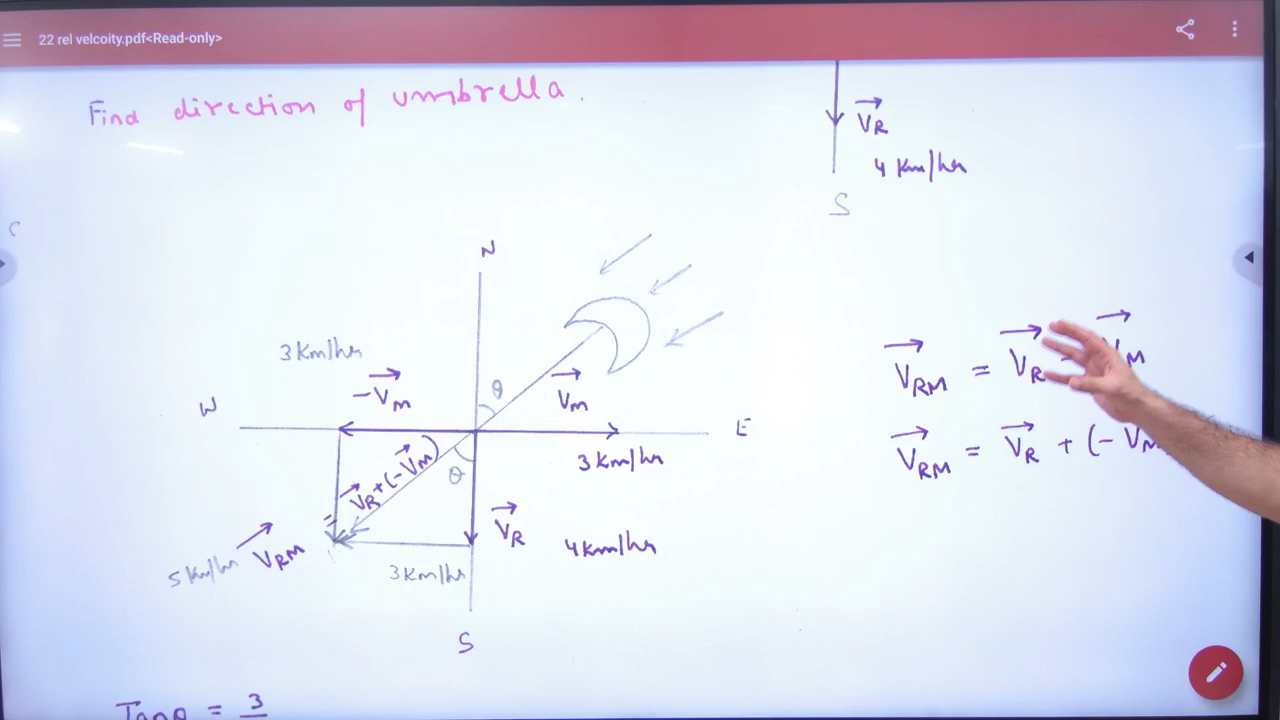 22 rel velcoity.pdf<Read-only>
Find direction of umbrella.
V_R
4 Km/hr
S
N
3 Km/hr
-V_M
θ
V_M
W
E
3 Km/hr
θ
V_R+(-V_M)
V_R
4 Km/hr
5 Km/hr V_RM
3 Km/hr
S
V_RM = V_R - V_M
V_RM = V_R + (-V_M
Tanθ = 3